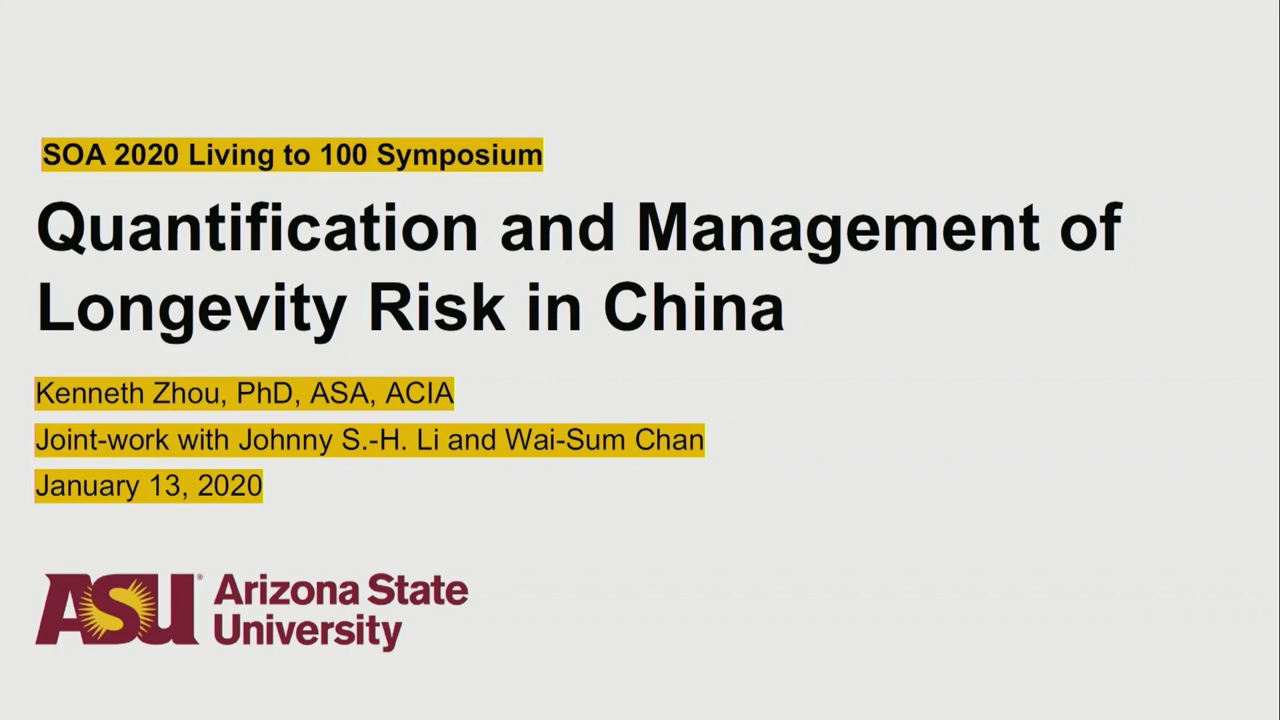 SOA 2020 Living to 100 Symposium
Quantification and Management of
Longevity Risk in China
Kenneth Zhou, PhD, ASA, ACIA
Joint-work with Johnny S.-H. Li and Wai-Sum Chan
January 13, 2020
ASU® Arizona State
University